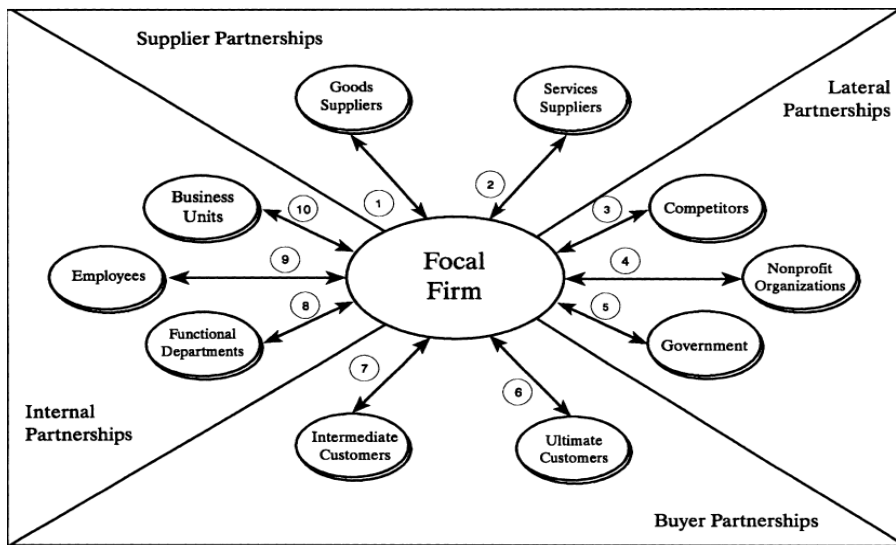 Supplier Partnerships
Goods
Suppliers
Services
Suppliers
Lateral
Partnerships
Business
Units
10
1
2
3
Competitors
Employees
9
Focal
Firm
4
Nonprofit
Organizations
Functional
Departments
8
5
Government
7
6
Internal
Partnerships
Intermediate
Customers
Ultimate
Customers
Buyer Partnerships